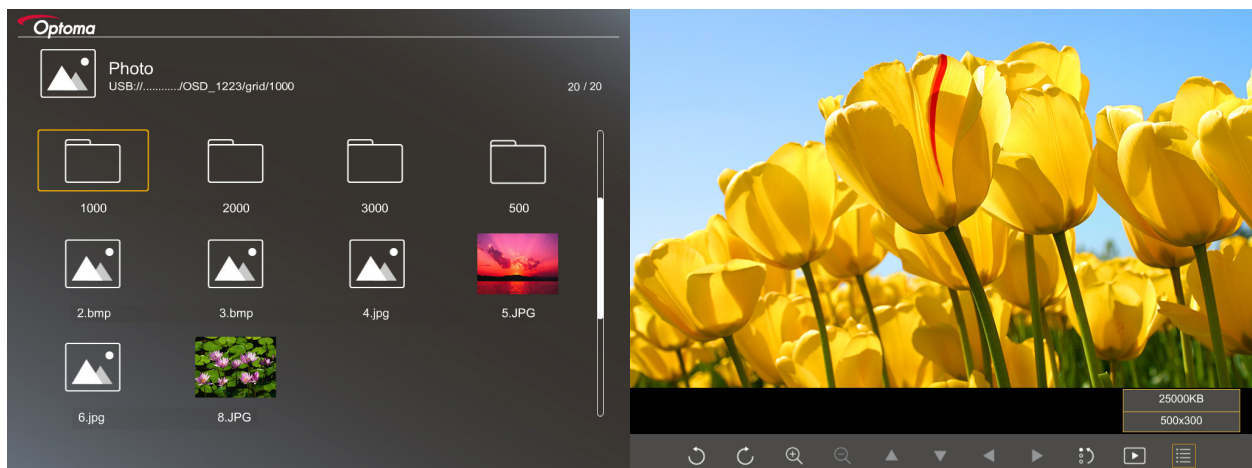 Optoma
Photo
USB://.........../OSD_1223/grid/1000
20 / 20
1000
2000
3000
500
2.bmp
3.bmp
4.jpg
5.JPG
6.jpg
8.JPG
25000KB
500x300